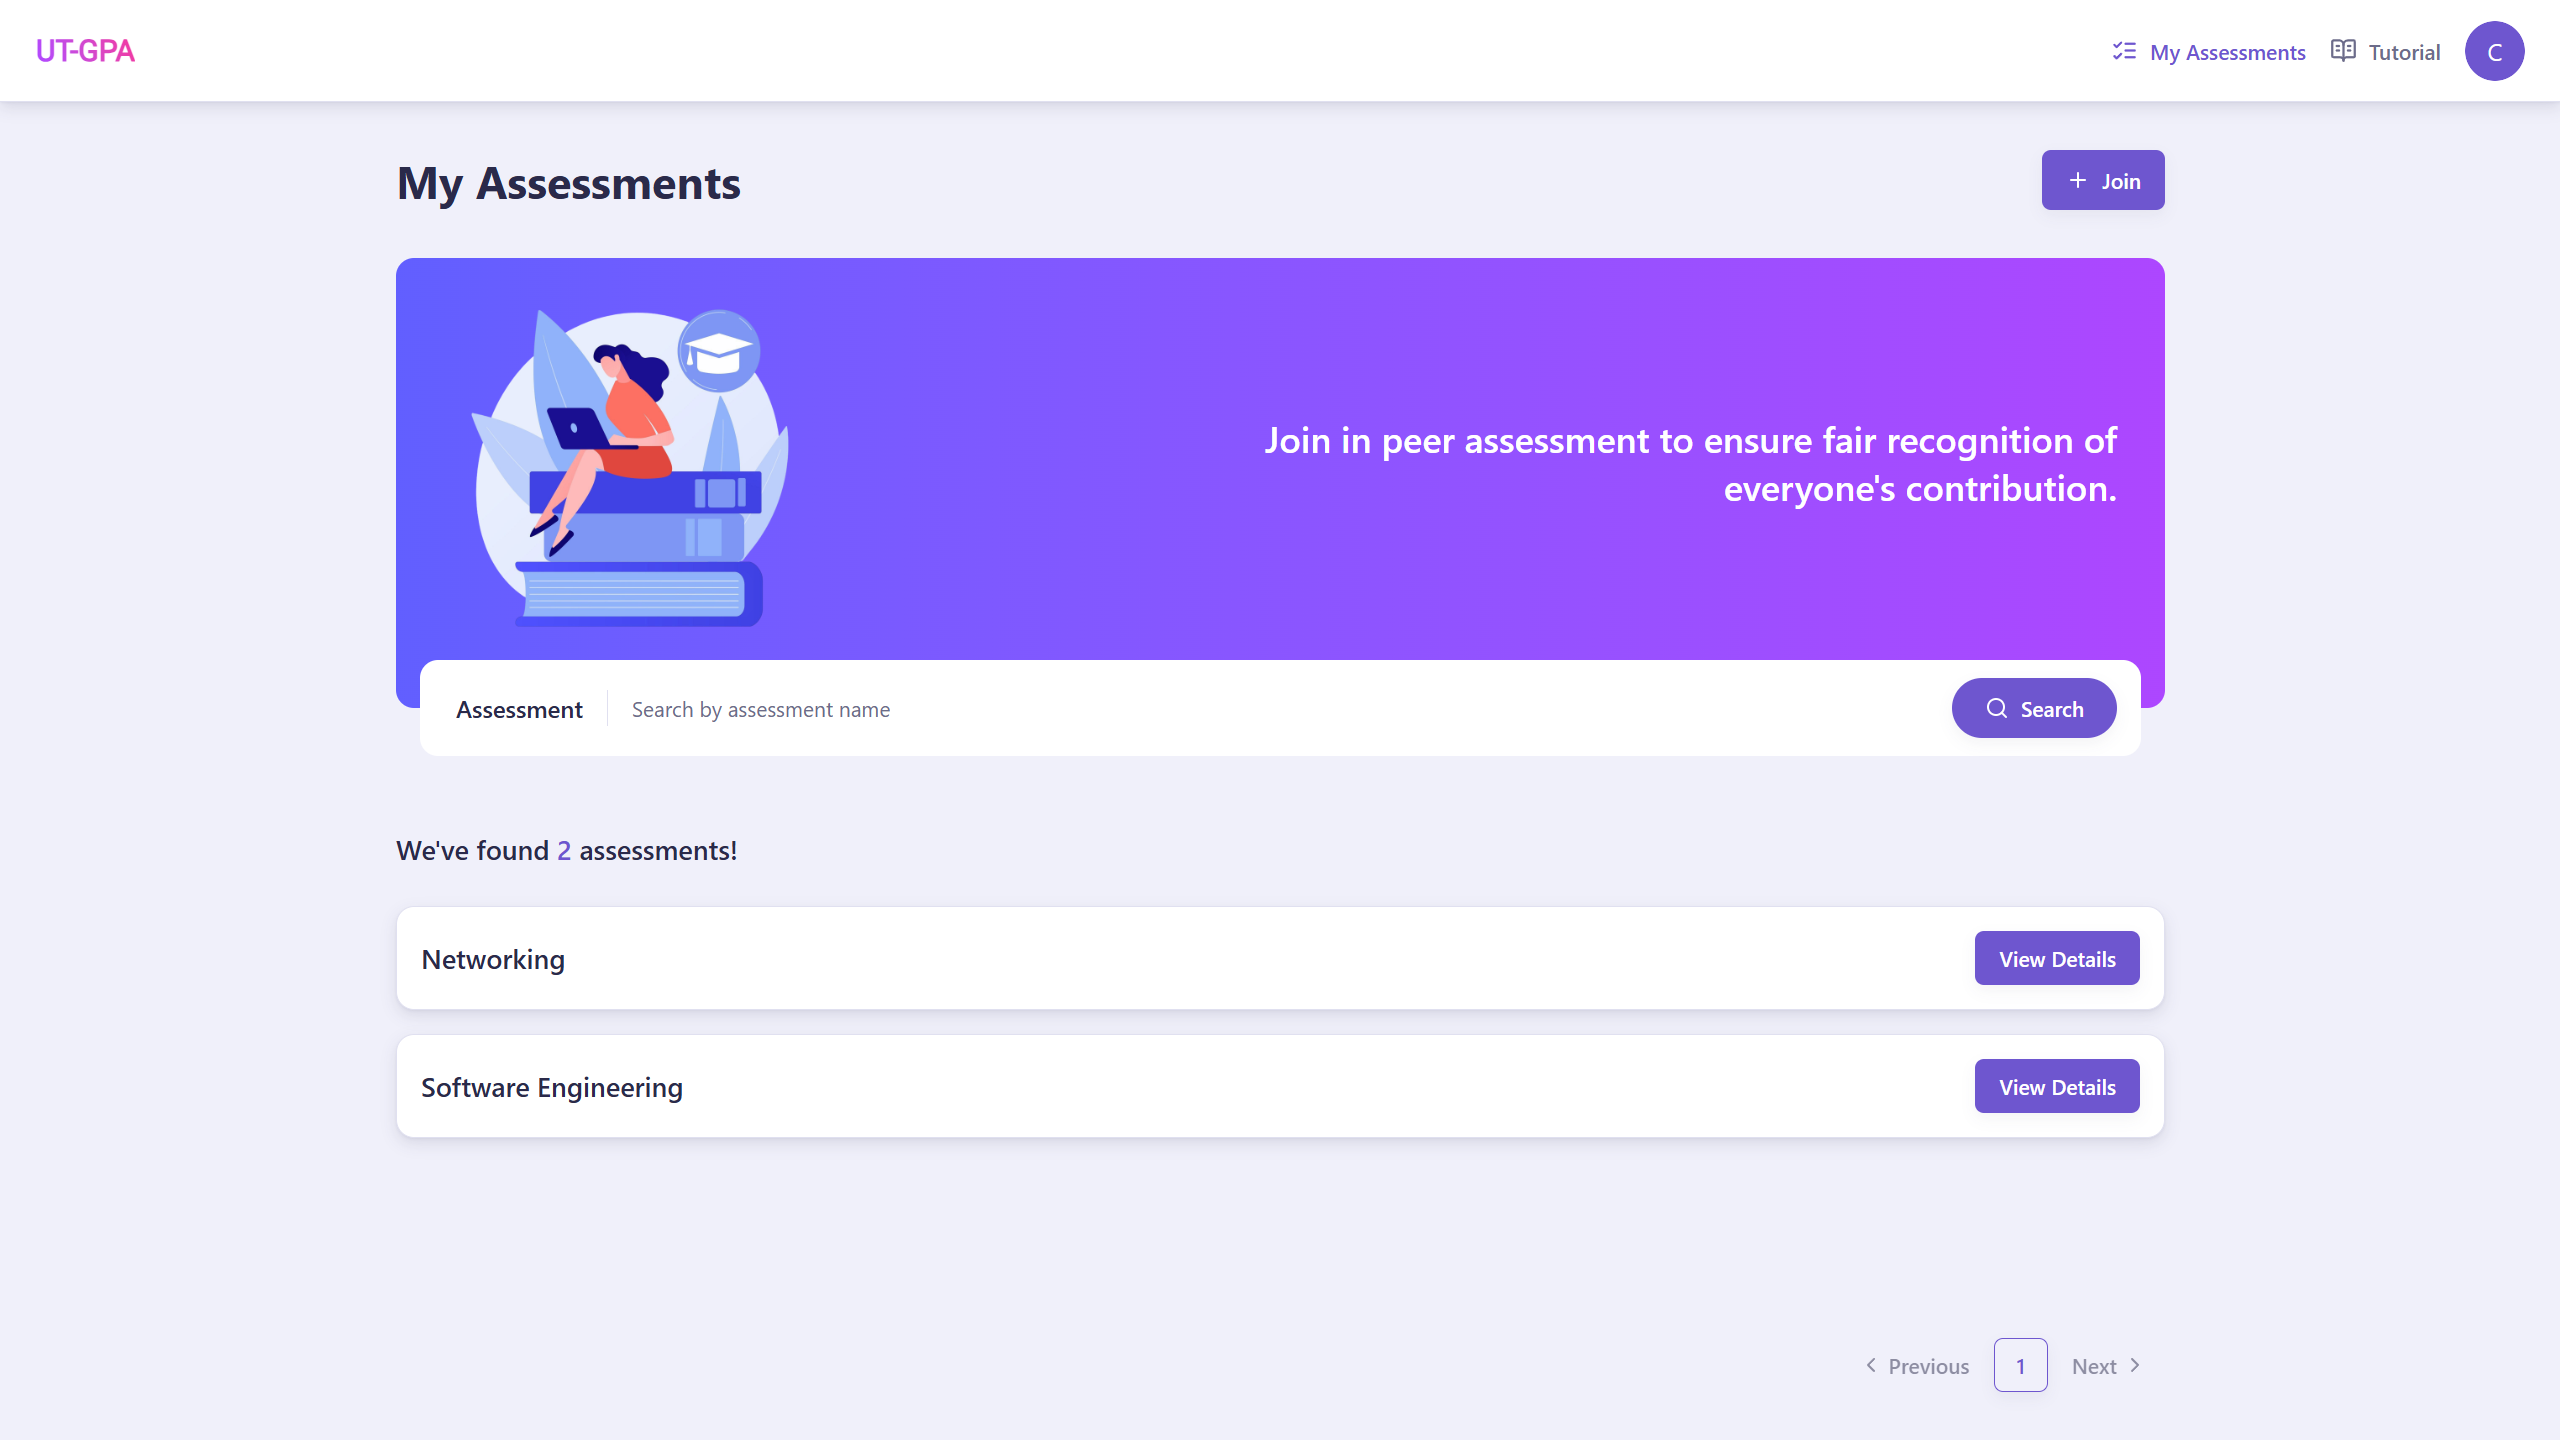 UT-GPA
My Assessments
Tutorial
C
My Assessments
Join
Join in peer assessment to ensure fair recognition of
everyone's contribution.
Assessment
Search by assessment name
Search
We've found 2 assessments!
Networking
View Details
Software Engineering
View Details
Previous
1
Next